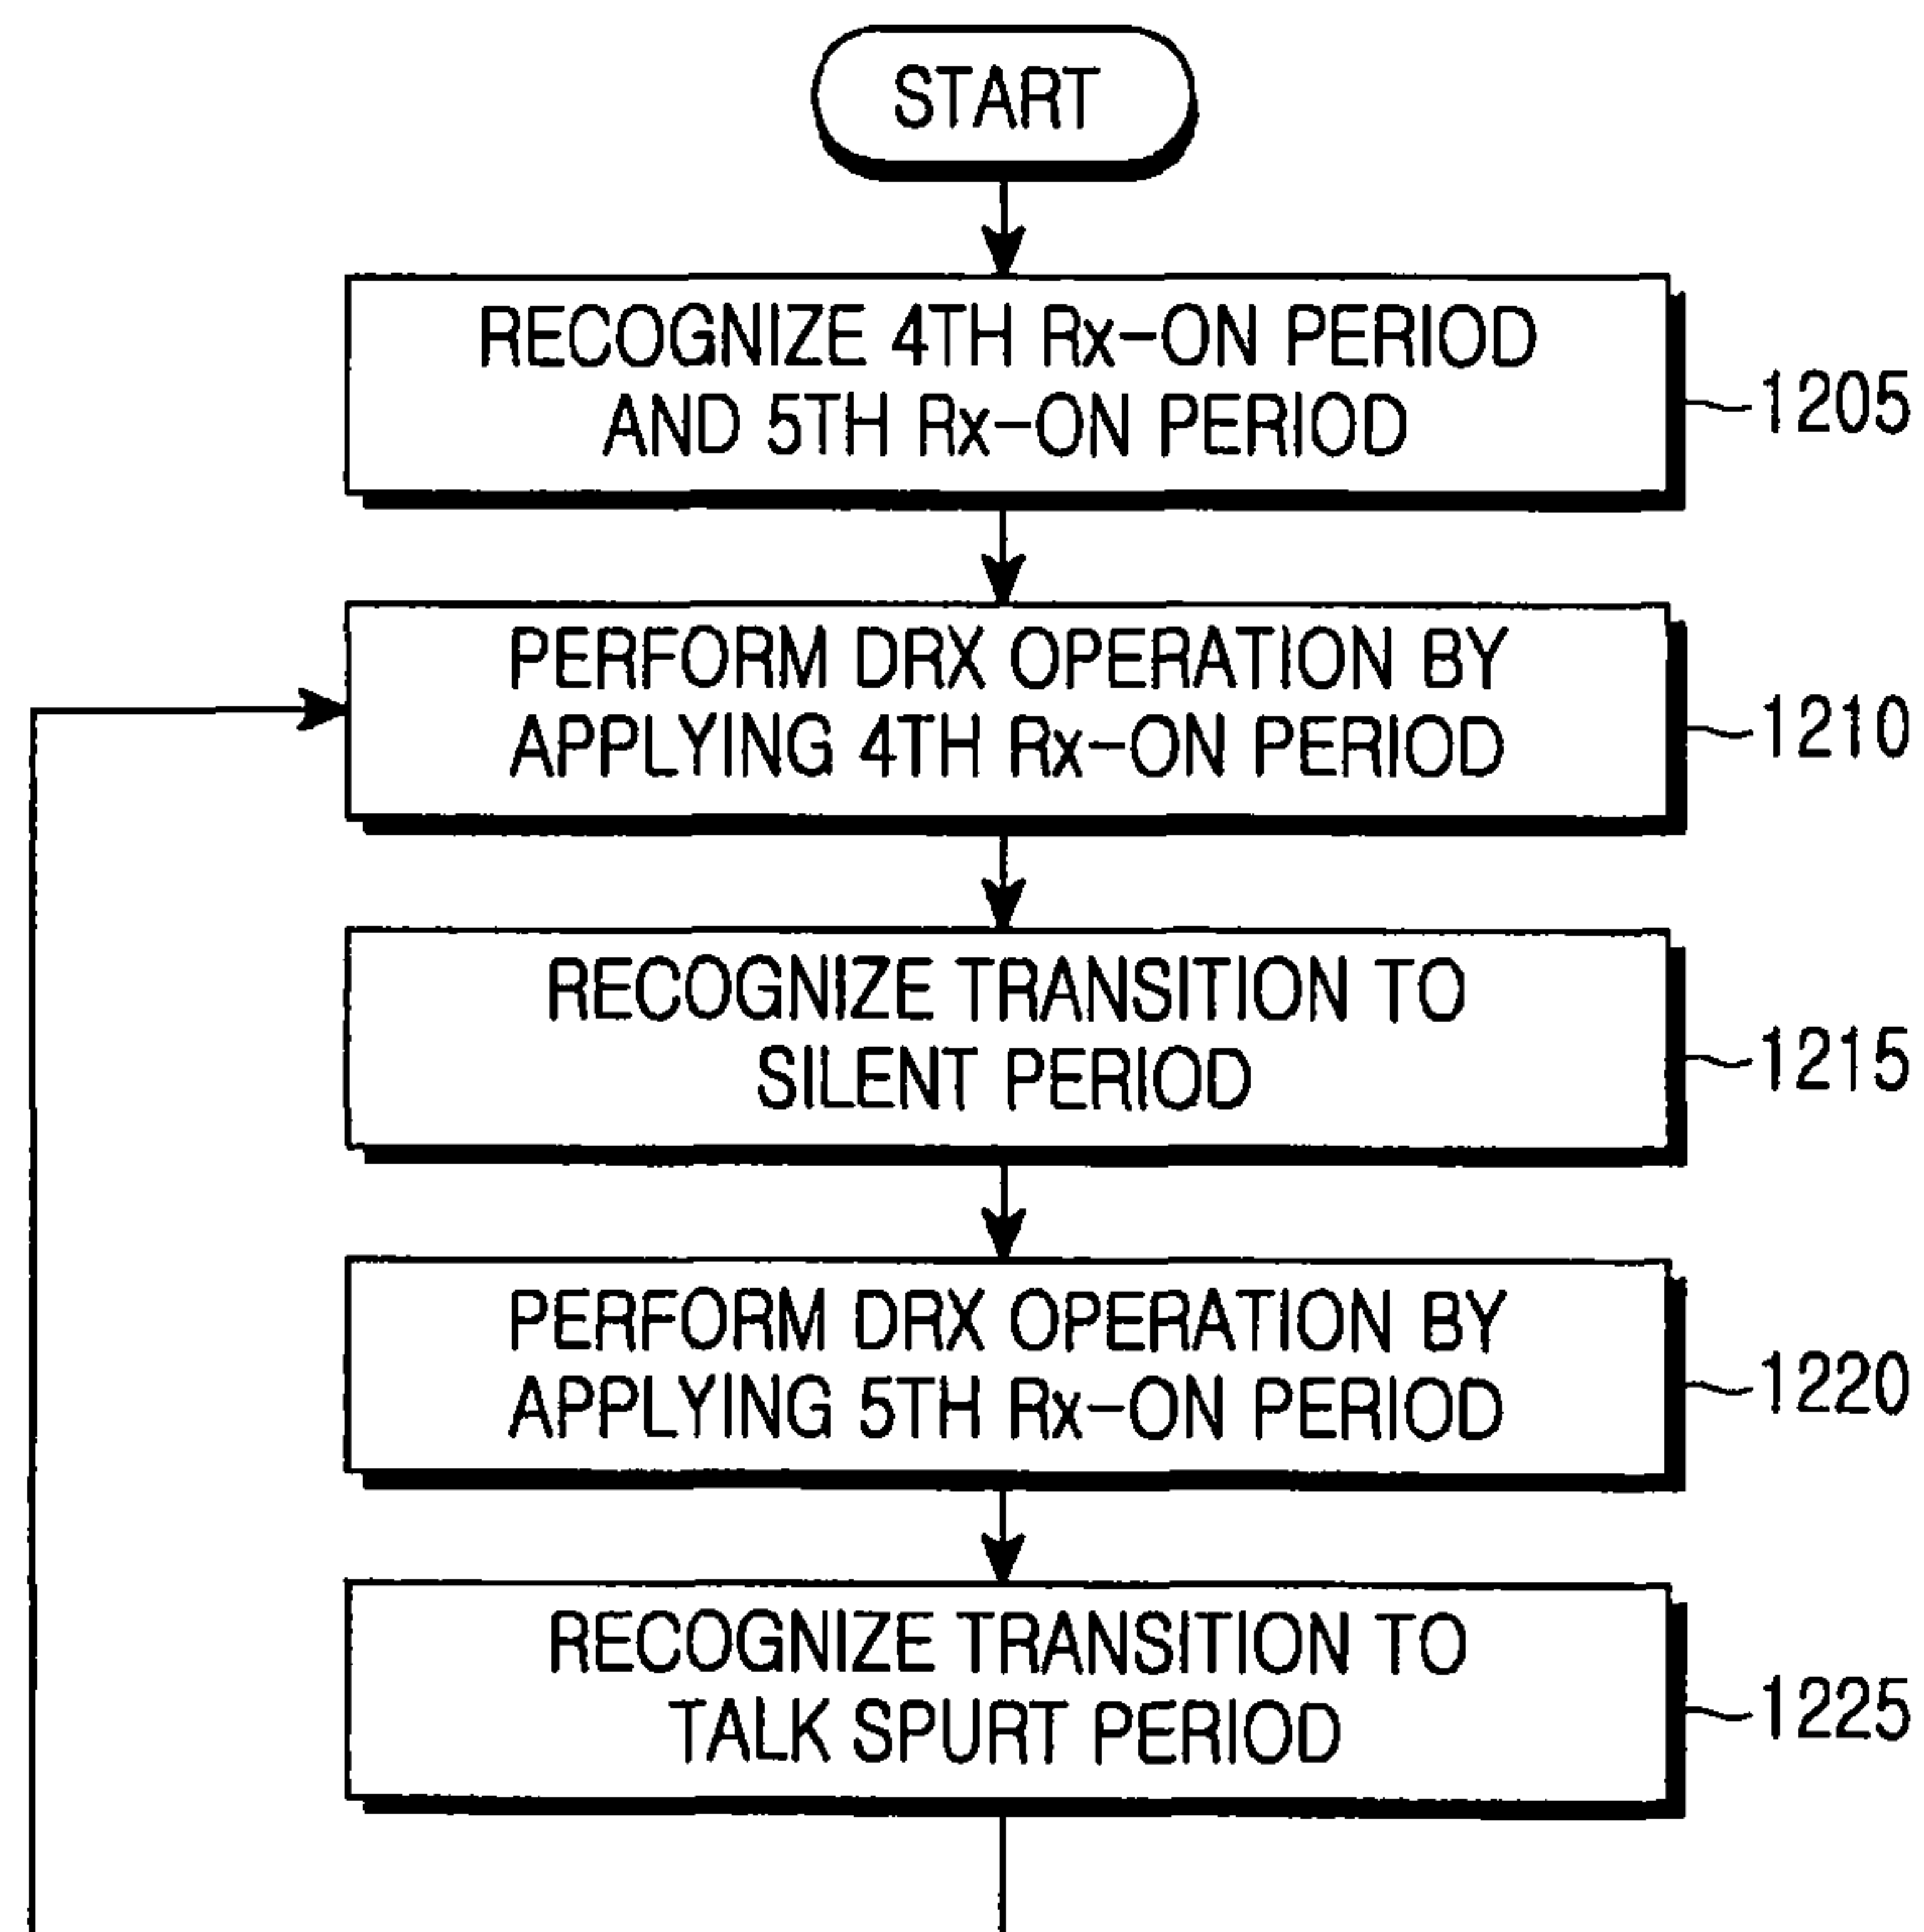 START
RECOGNIZE 4TH Rx-ON PERIOD
AND 5TH Rx-ON PERIOD
1205
PERFORM DRX OPERATION BY
APPLYING 4TH Rx-ON PERIOD
1210
RECOGNIZE TRANSITION TO
SILENT PERIOD
1215
PERFORM DRX OPERATION BY
APPLYING 5TH Rx-ON PERIOD
1220
RECOGNIZE TRANSITION TO
TALK SPURT PERIOD
1225